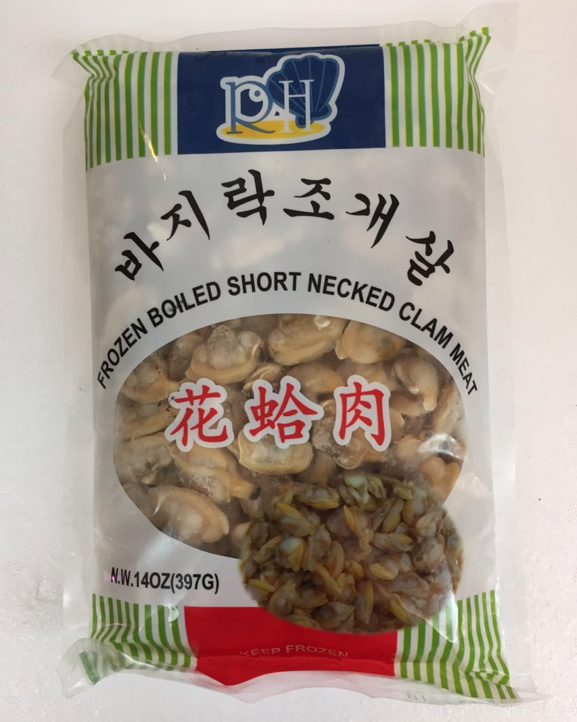 RH
바지락조개살
FROZEN BOILED SHORT NECKED CLAM MEAT
花蛤肉
N.W.14OZ(397G)
KEEP FROZEN